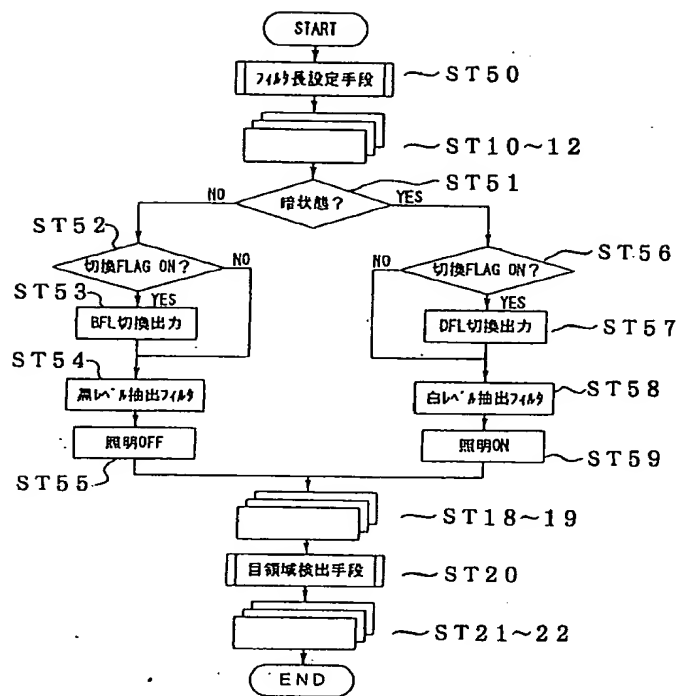 START
フィルタ長設定手段
ST50
ST10~12
ST51
暗状態?
NO
YES
ST52
切換FLAG ON?
NO
YES
ST53
BFL切換出力
ST54
黒レベル抽出フィルタ
照明OFF
ST55
ST56
切換FLAG ON?
NO
YES
DFL切換出力
ST57
白レベル抽出フィルタ
ST58
照明ON
ST59
ST18~19
目領域検出手段
ST20
ST21~22
END